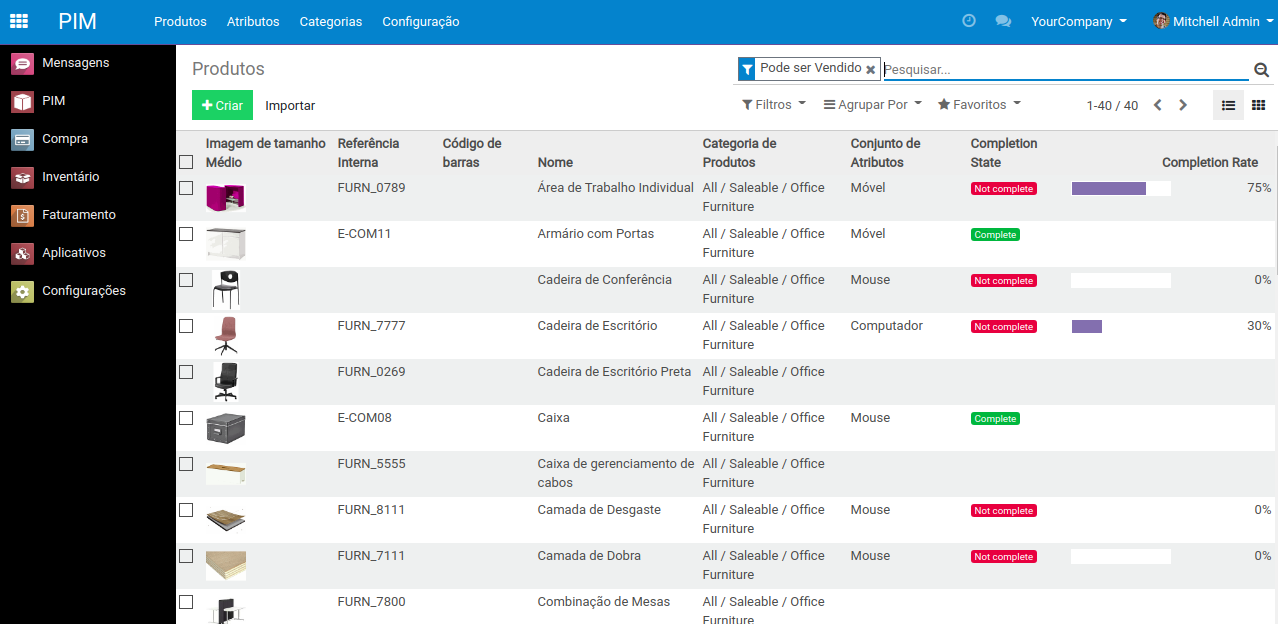 PIM Produtos Atributos Categorias Configuração YourCompany Mitchell Admin
Mensagens
PIM
Compra
Inventário
Faturamento
Aplicativos
Configurações
Produtos
Pode ser Vendido Pesquisar...
Criar Importar
Filtros Agrupar Por Favoritos 1-40 / 40
Imagem de tamanho Referência Código de Categoria de Conjunto de Completion
Médio Interna barras Nome Produtos Atributos State Completion Rate
FURN_0789 Área de Trabalho Individual All / Saleable / Office Móvel Not complete 75%
Furniture
E-COM11 Armário com Portas All / Saleable / Office Móvel Complete
Furniture
Cadeira de Conferência All / Saleable / Office Mouse Not complete 0%
Furniture
FURN_7777 Cadeira de Escritório All / Saleable / Office Computador Not complete 30%
Furniture
FURN_0269 Cadeira de Escritório Preta All / Saleable / Office
Furniture
E-COM08 Caixa All / Saleable / Office Mouse Complete
Furniture
FURN_5555 Caixa de gerenciamento de All / Saleable / Office
cabos Furniture
FURN_8111 Camada de Desgaste All / Saleable / Office Mouse Not complete 0%
Furniture
FURN_7111 Camada de Dobra All / Saleable / Office Mouse Not complete 0%
Furniture
FURN_7800 Combinação de Mesas All / Saleable / Office
Furniture